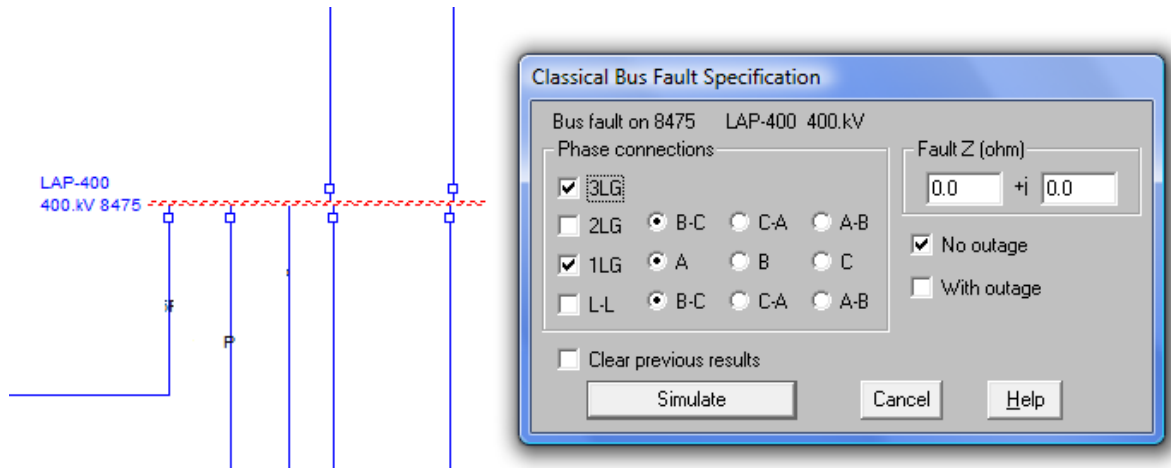 LAP-400
400.kV 8475
P
Classical Bus Fault Specification
Bus fault on 8475 LAP-400 400.kV
Phase connections
3LG
2LG B-C C-A A-B
1LG A B C
L-L B-C C-A A-B
Fault Z (ohm)
0.0 +i 0.0
No outage
With outage
Clear previous results
Simulate Cancel Help